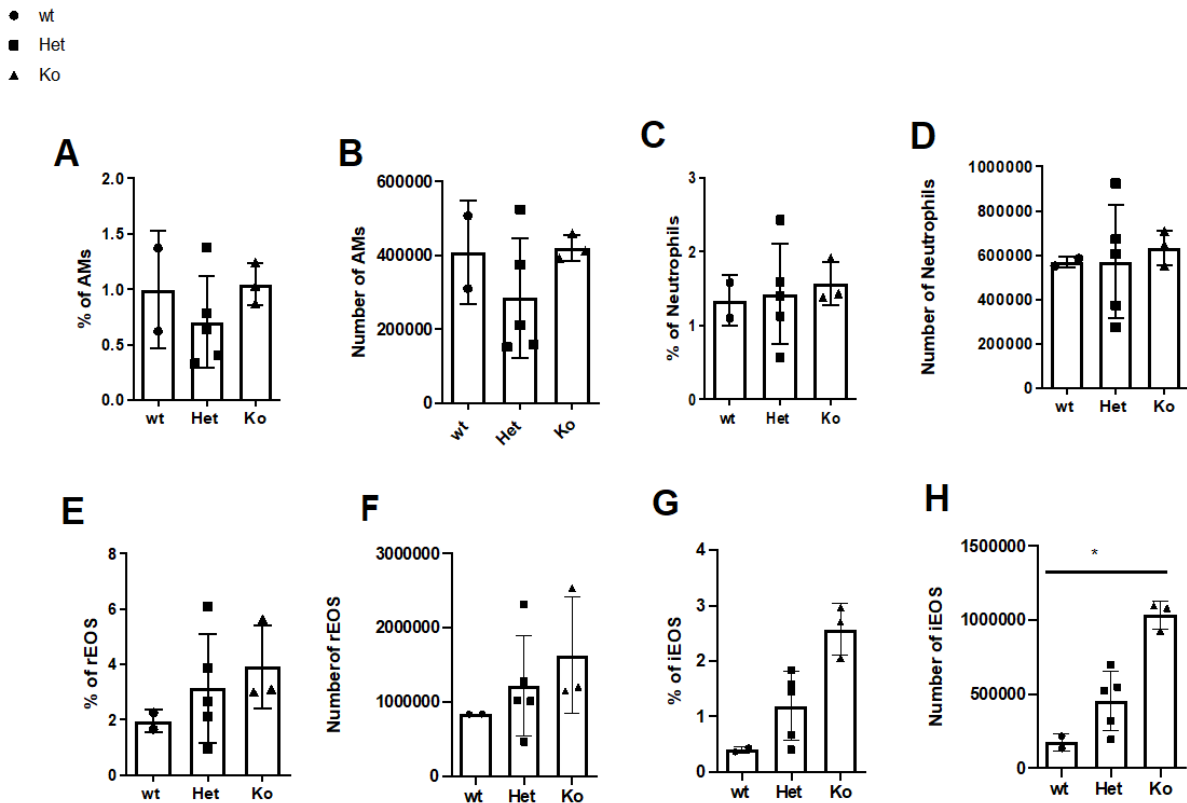 wt
Het
Ko
A
% of AMs
2.0
1.5
1.0
0.5
0.0
wt Het Ko
B
Number of AMs
600000
400000
200000
0
wt Het Ko
C
% of Neutrophils
3
2
1
0
wt Het Ko
D
Number of Neutrophils
1000000
800000
600000
400000
200000
0
wt Het Ko
E
% of rEOS
8
6
4
2
0
wt Het Ko
F
Numberof rEOS
3000000
2000000
1000000
0
wt Het Ko
G
% of iEOS
4
3
2
1
0
wt Het Ko
H
Number of iEOS
1500000
1000000
500000
0
*
wt Het Ko